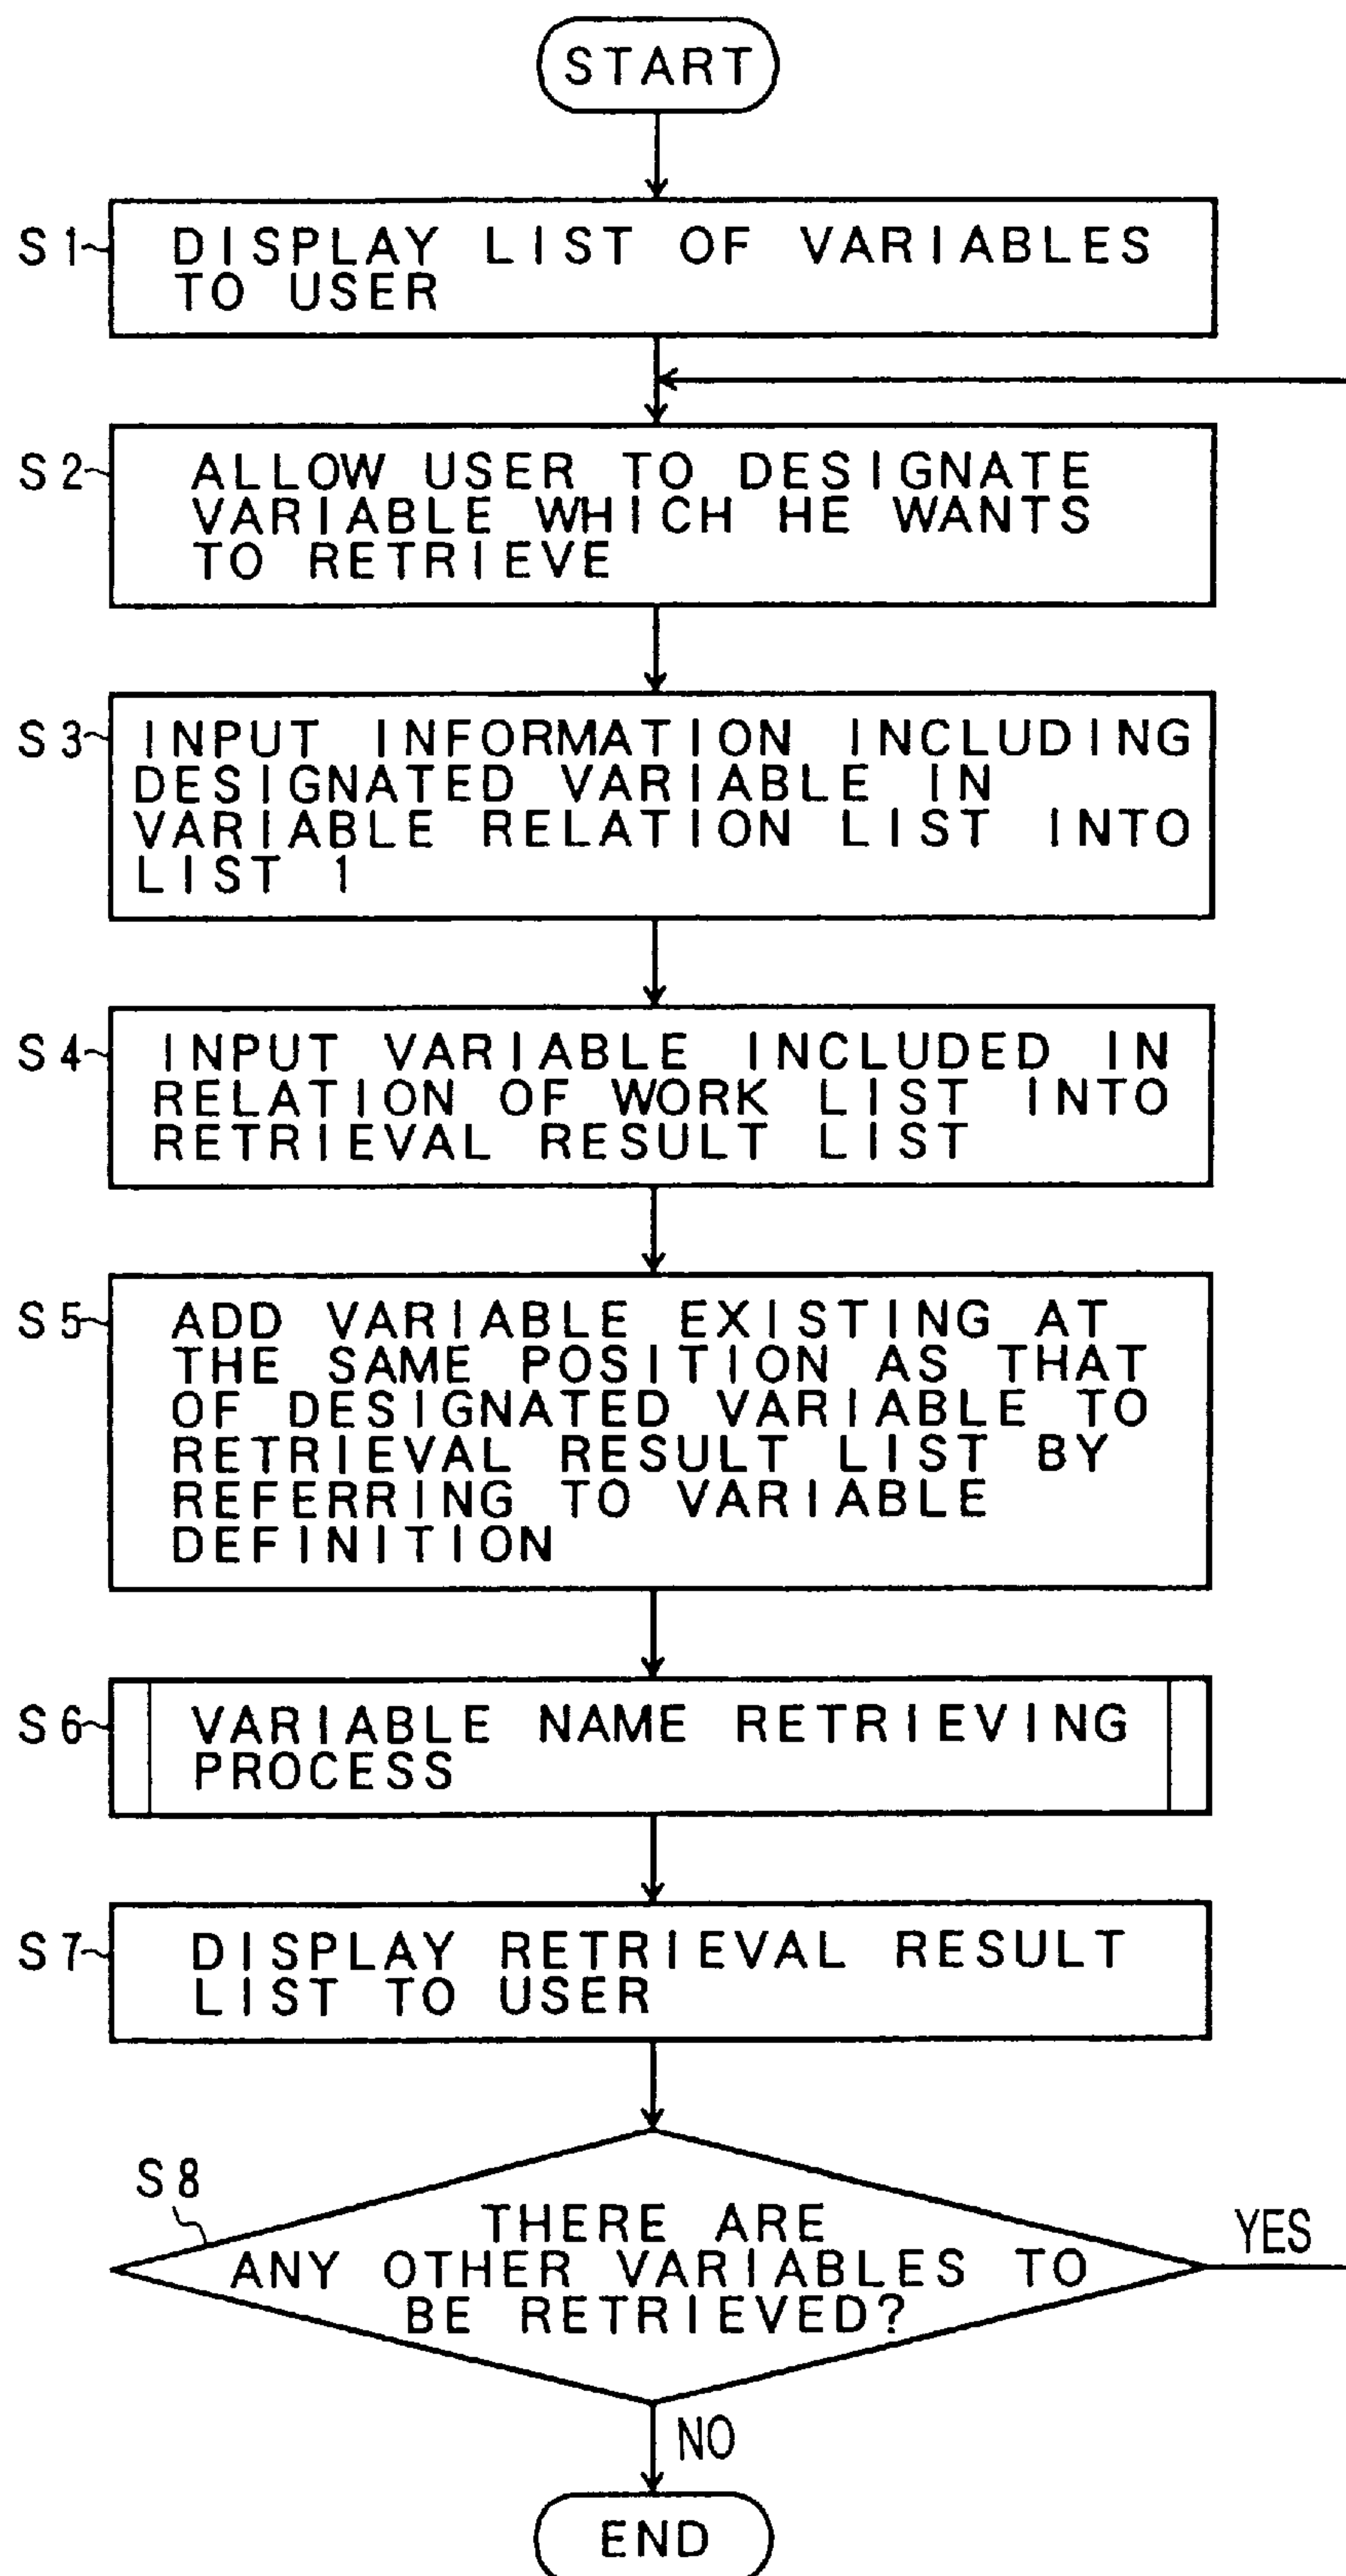 START
S1
DISPLAY LIST OF VARIABLES
TO USER
S2
ALLOW USER TO DESIGNATE
VARIABLE WHICH HE WANTS
TO RETRIEVE
S3
INPUT INFORMATION INCLUDING
DESIGNATED VARIABLE IN
VARIABLE RELATION LIST INTO
LIST 1
S4
INPUT VARIABLE INCLUDED IN
RELATION OF WORK LIST INTO
RETRIEVAL RESULT LIST
S5
ADD VARIABLE EXISTING AT
THE SAME POSITION AS THAT
OF DESIGNATED VARIABLE TO
RETRIEVAL RESULT LIST BY
REFERRING TO VARIABLE
DEFINITION
S6
VARIABLE NAME RETRIEVING
PROCESS
S7
DISPLAY RETRIEVAL RESULT
LIST TO USER
S8
THERE ARE
ANY OTHER VARIABLES TO
BE RETRIEVED?
YES
NO
END